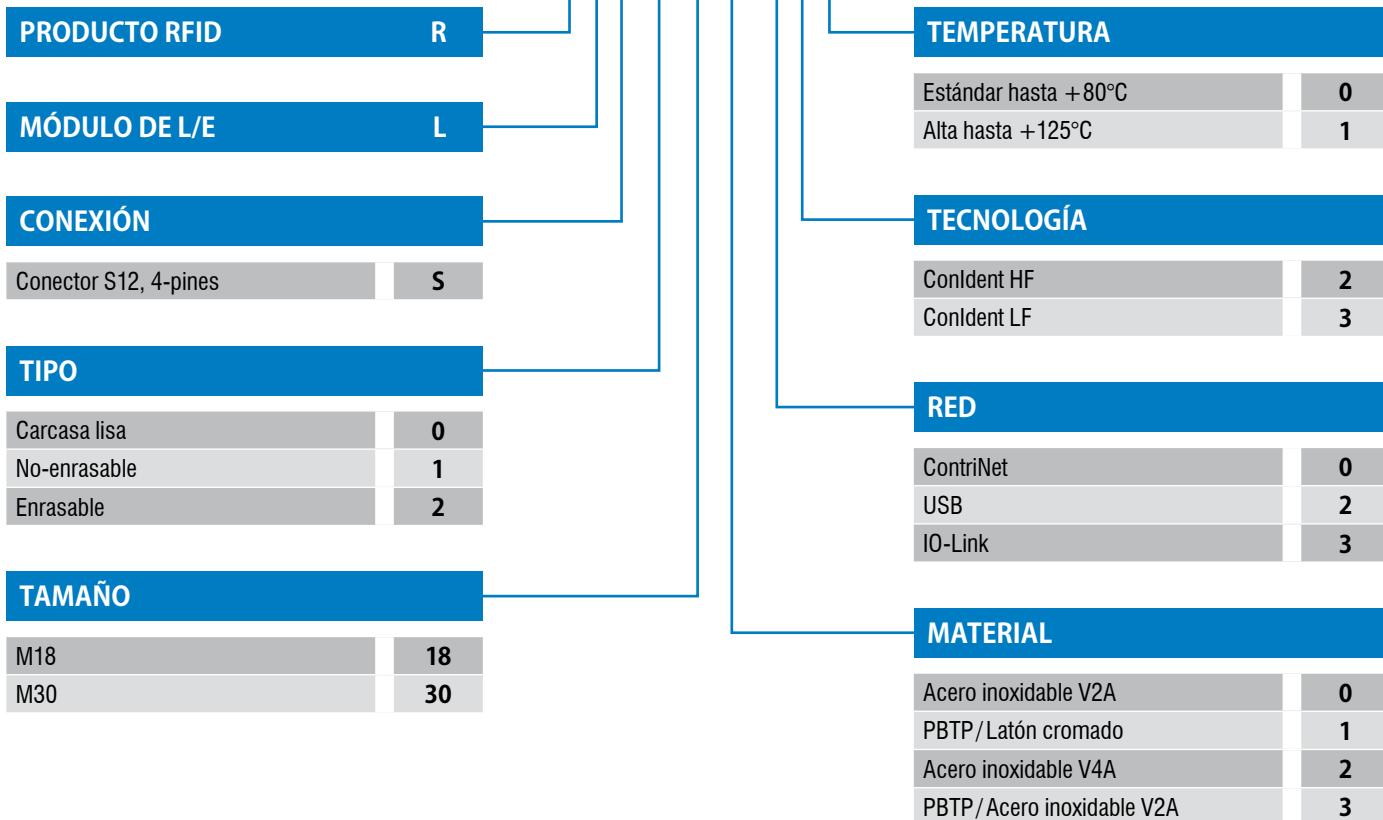 PRODUCTO RFID R
MÓDULO DE L/E L
CONEXIÓN
Conector S12, 4-pines S
TIPO
Carcasa lisa 0
No-enrasable 1
Enrasable 2
TAMAÑO
M18 18
M30 30
TEMPERATURA
Estándar hasta +80°C 0
Alta hasta +125°C 1
TECNOLOGÍA
ConIdent HF 2
ConIdent LF 3
RED
ContriNet 0
USB 2
IO-Link 3
MATERIAL
Acero inoxidable V2A 0
PBTP/Latón cromado 1
Acero inoxidable V4A 2
PBTP/Acero inoxidable V2A 3